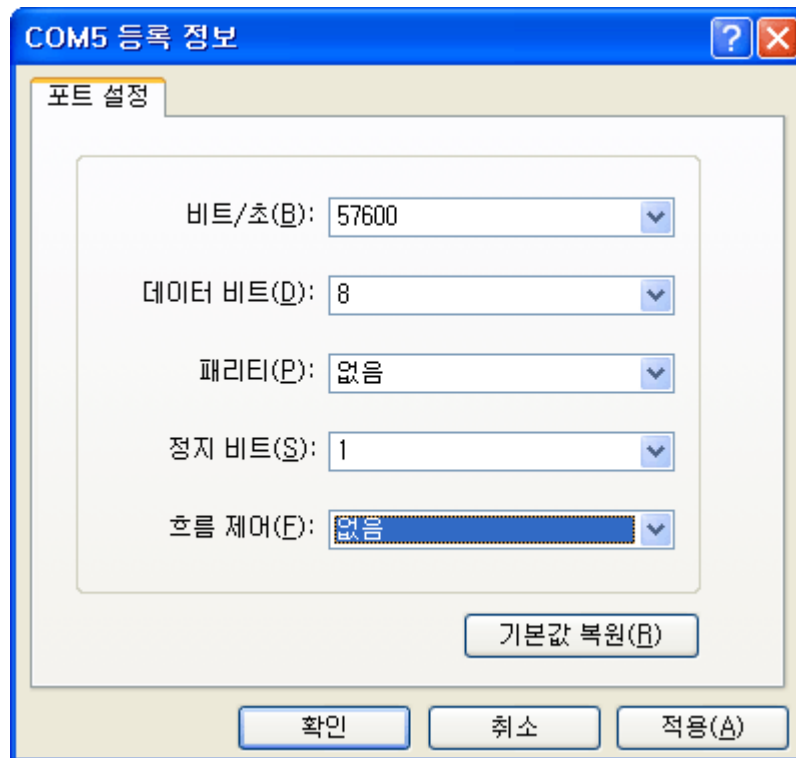 COM5 등록 정보
포트 설정
비트/초(B): 57600
데이터 비트(D): 8
패리티(P): 없음
정지 비트(S): 1
흐름 제어(F): 없음
기본값 복원(R)
확인 취소 적용(A)